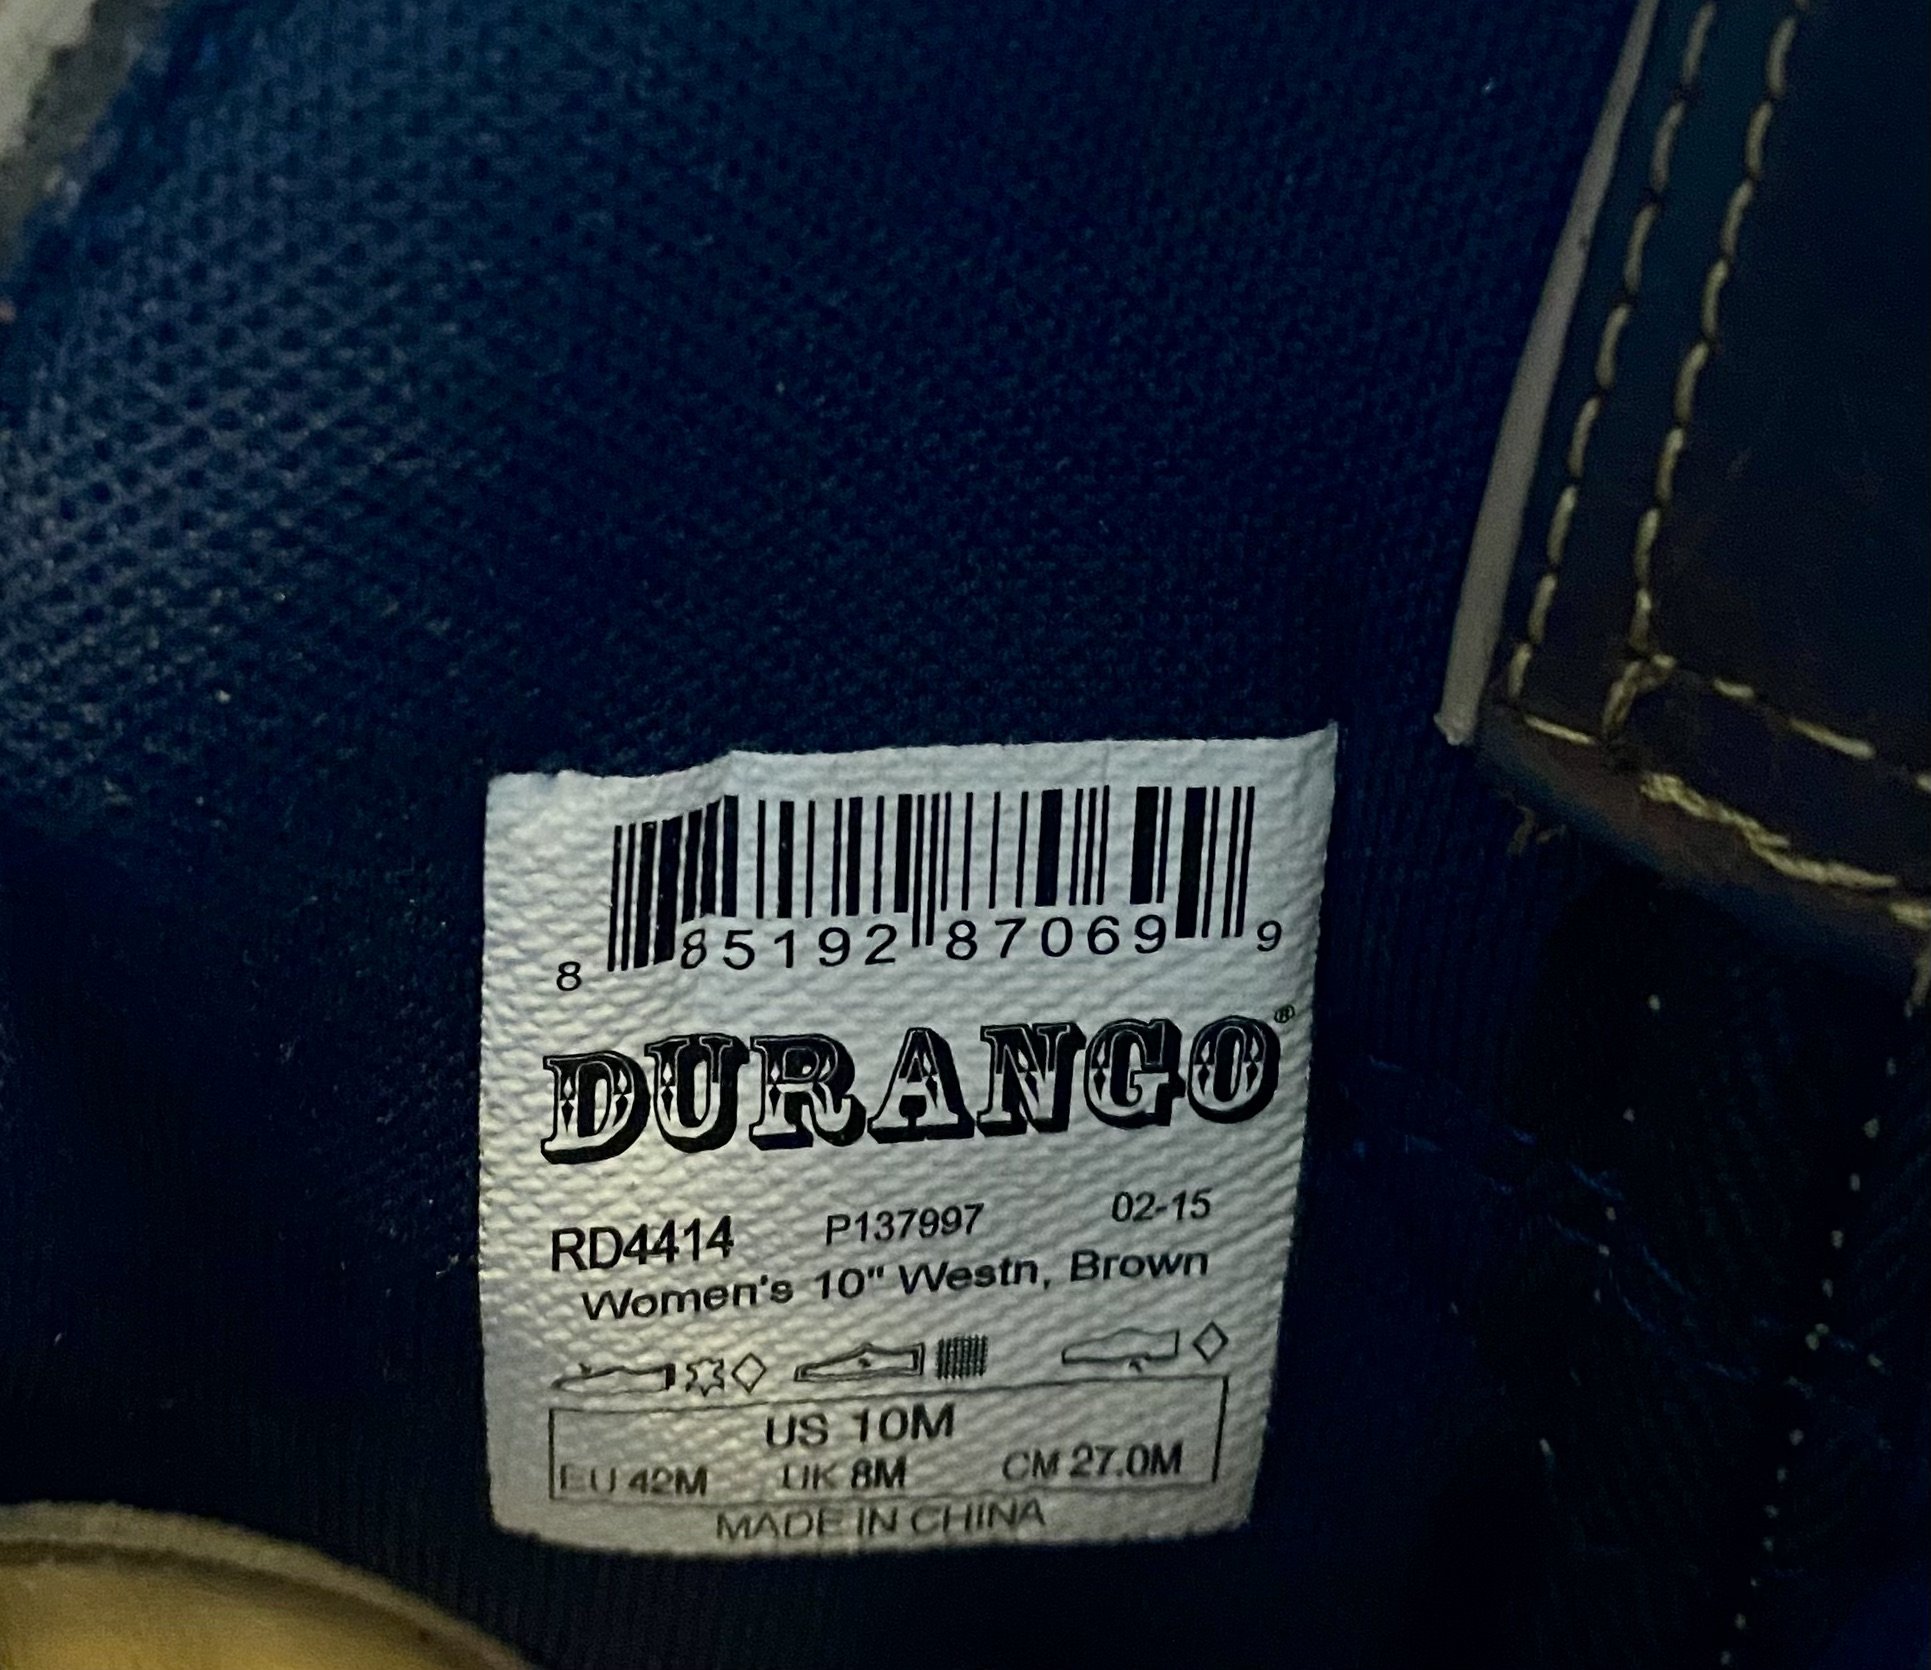 8 85192 87069 9
DURANGO®
RD4414 P137997 02-15
Women's 10" Westn, Brown
US 10M
EU 42M UK 8M CM 27.0M
MADE IN CHINA